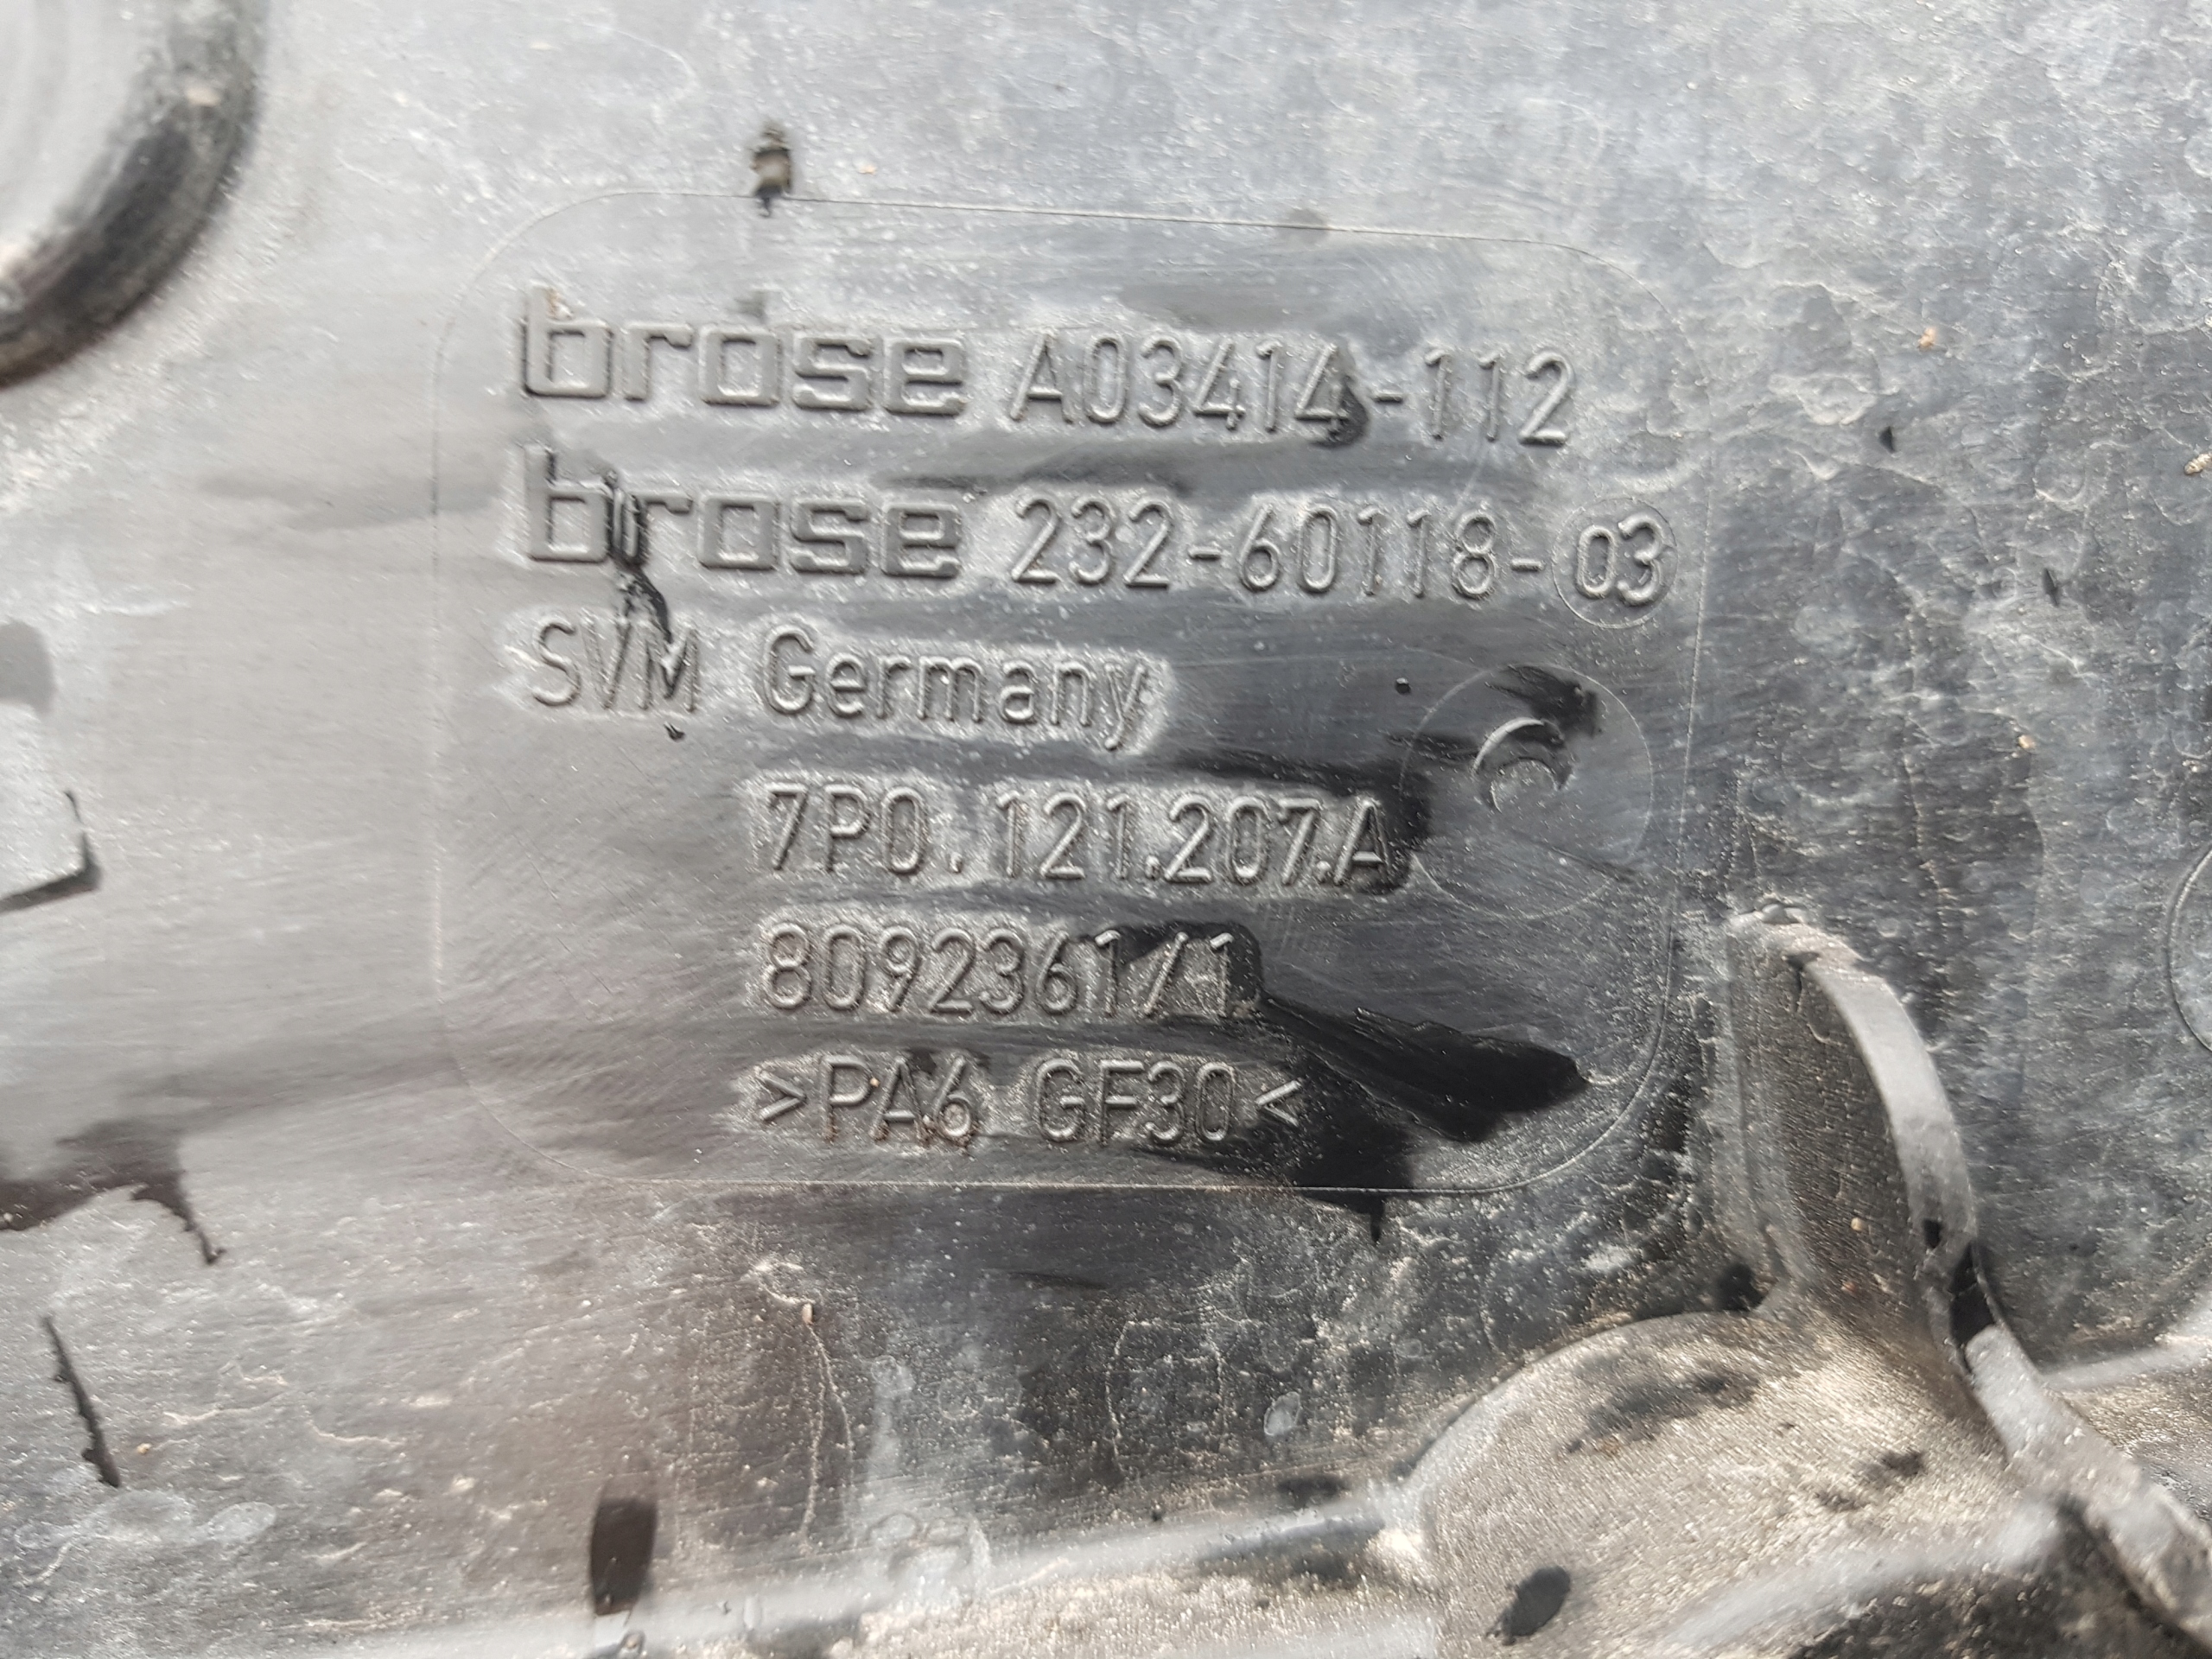 brose A03414-112
brose 232-60118-03
SVM Germany
7P0.121.207.A
8092361/1
>PA6 GF30<